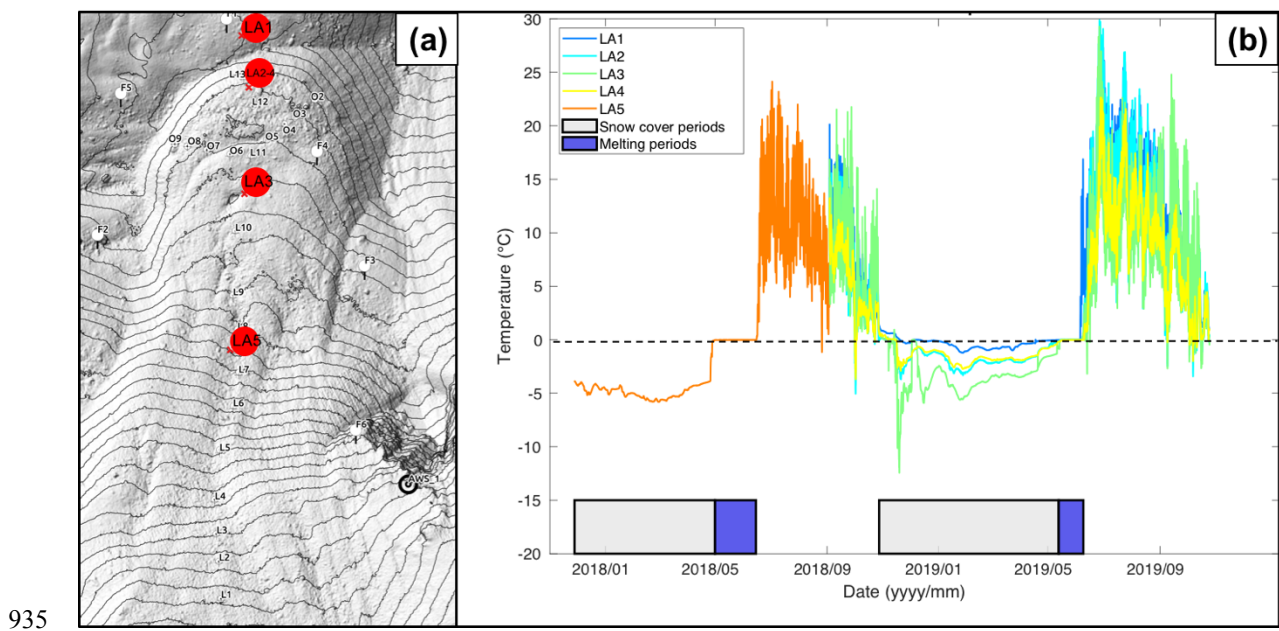 (a)
LA1
L13
LA2-4
F5
L12
O2
O3
O4
O9
O8
O7
O5
O6
L11
F4
LA3
F2
L10
F3
L9
L8
LA5
L7
L6
F6
L5
AWS_1
L4
L3
L2
L1
(b)
30
25
20
15
10
5
0
-5
-10
-15
-20
Temperature (°C)
LA1
LA2
LA3
LA4
LA5
Snow cover periods
Melting periods
2018/01
2018/05
2018/09
2019/01
2019/05
2019/09
Date (yyyy/mm)
935